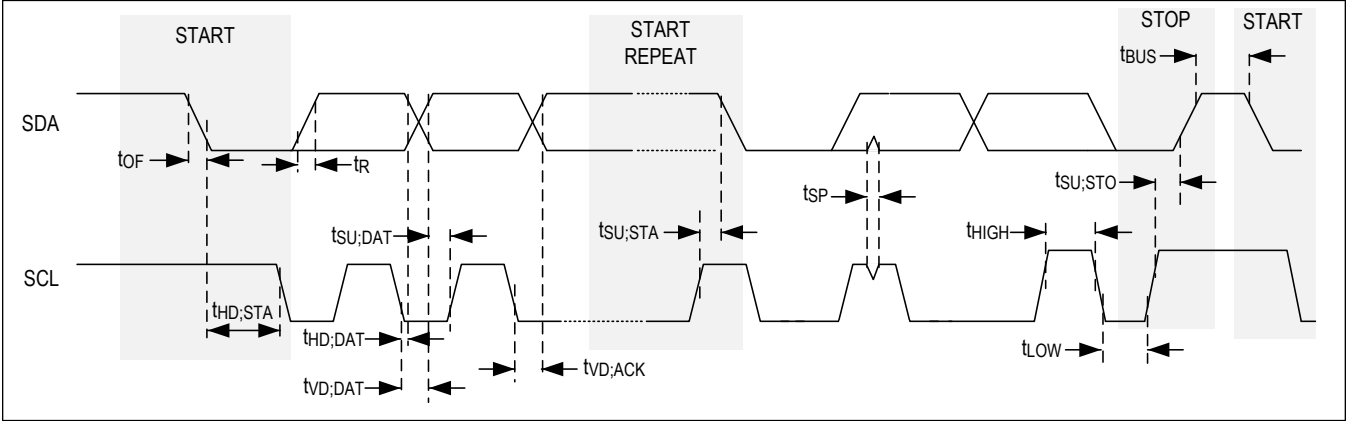 START
START
REPEAT
STOP
START
tBUS
SDA
tOF
tR
tSP
tSU;STO
tSU;DAT
tSU;STA
tHIGH
SCL
tHD;STA
tHD;DAT
tLOW
tVD;DAT
tVD;ACK